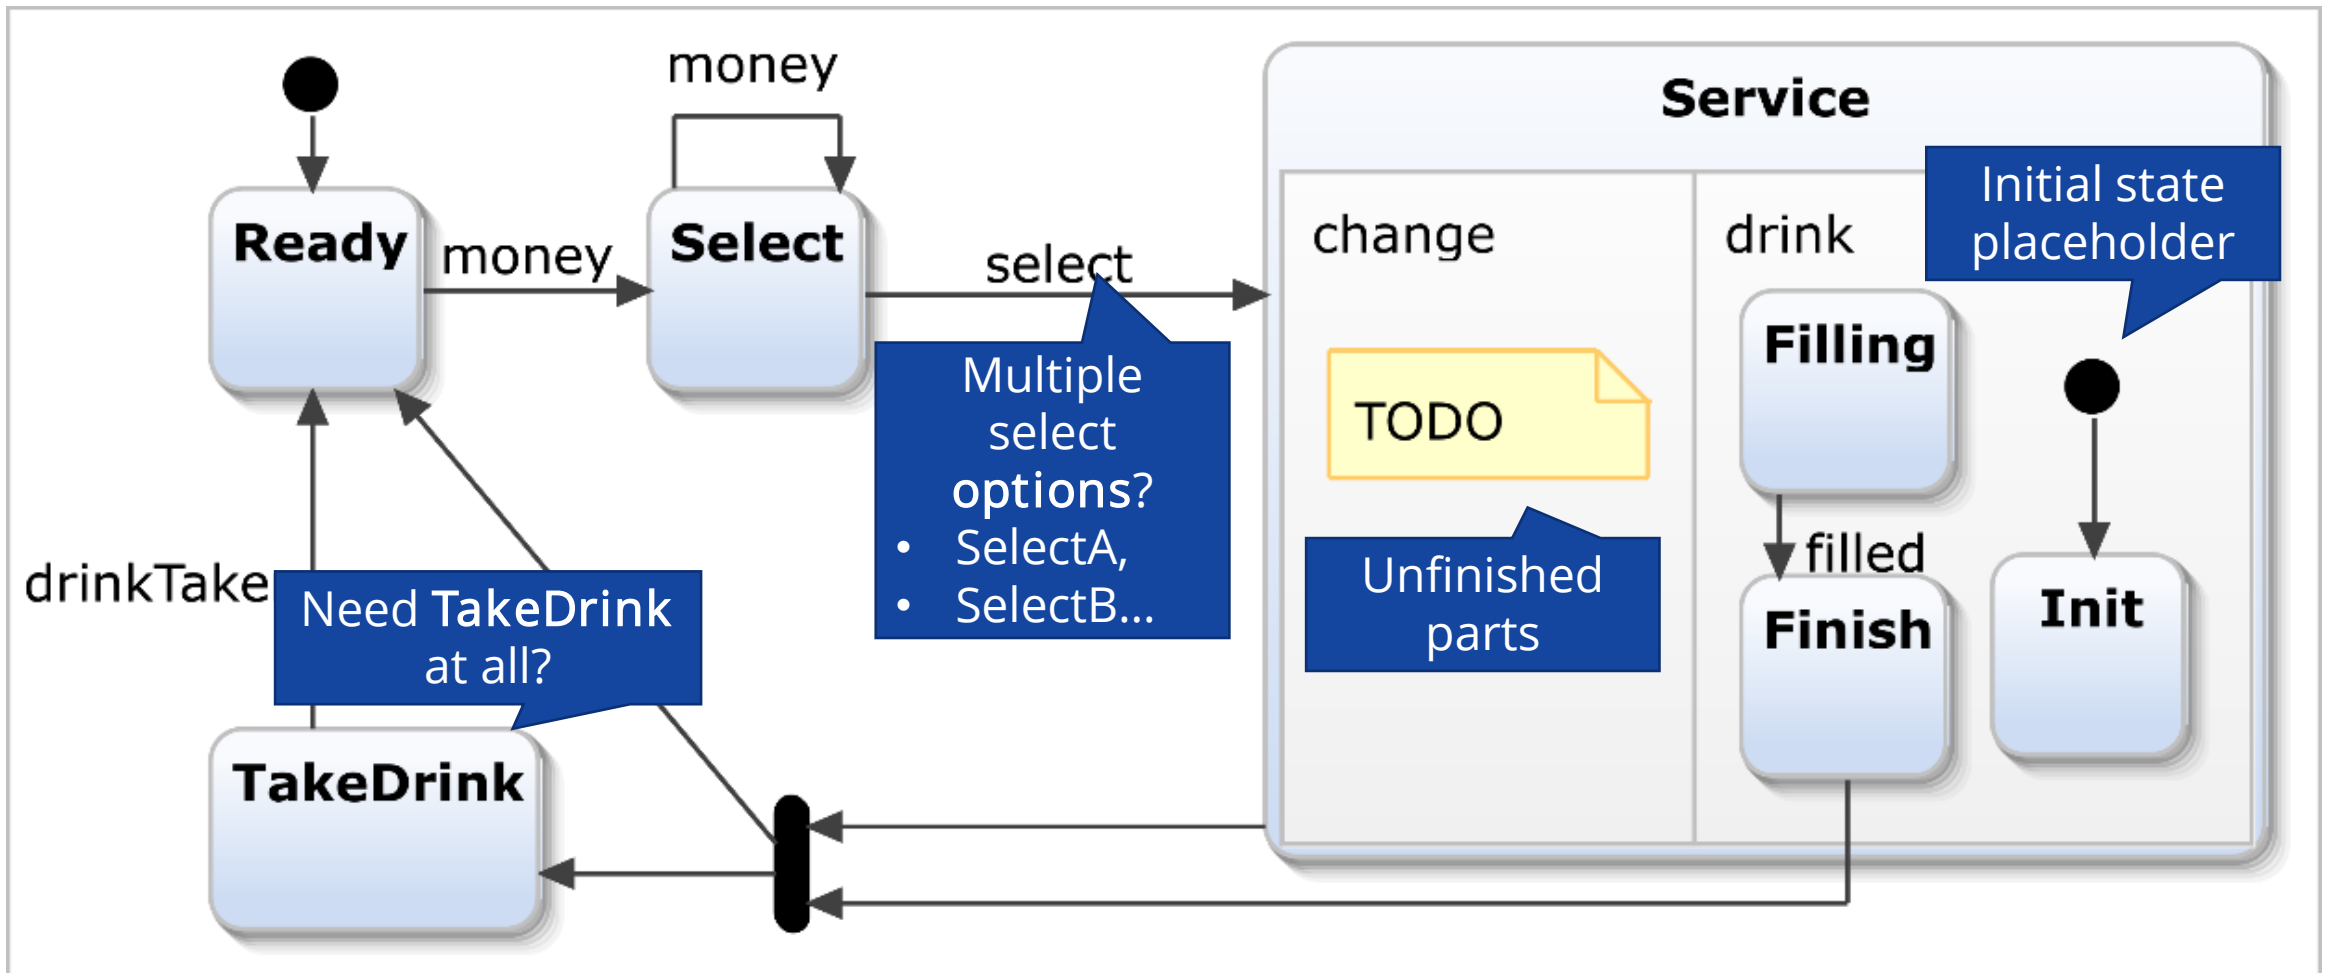 money
Service
Initial state
placeholder
Ready
money
Select
select
change
drink
Filling
Multiple
select
options?
• SelectA,
• SelectB...
TODO
Unfinished
parts
filled
Finish
Init
drinkTake
Need TakeDrink
at all?
TakeDrink